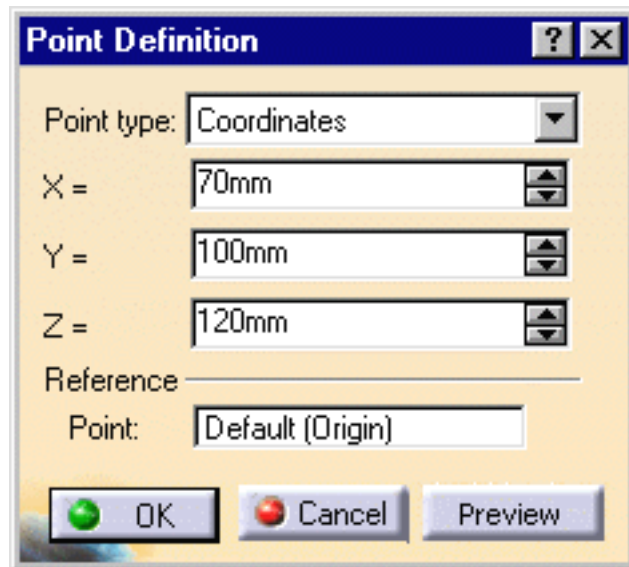 Point Definition ? X
Point type: Coordinates
X = 70mm
Y = 100mm
Z = 120mm
Reference
Point: Default (Origin)
OK Cancel Preview